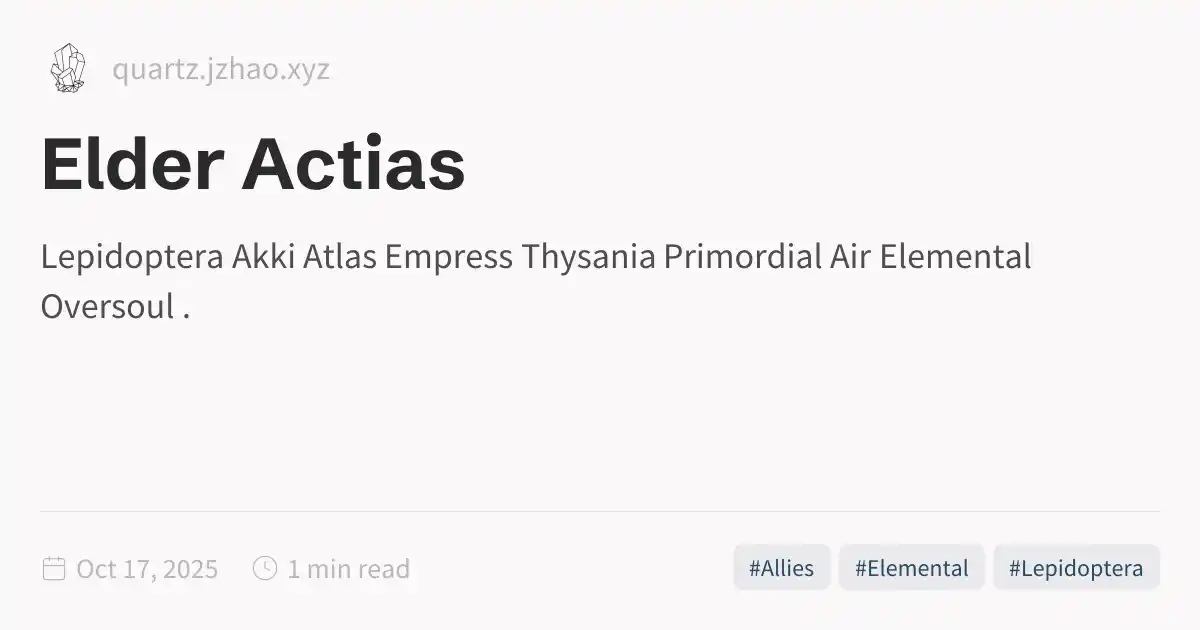 quartz.jzhao.xyz
Elder Actias
Lepidoptera Akki Atlas Empress Thysania Primordial Air Elemental
Oversoul .
Oct 17, 2025 1 min read #Allies #Elemental #Lepidoptera